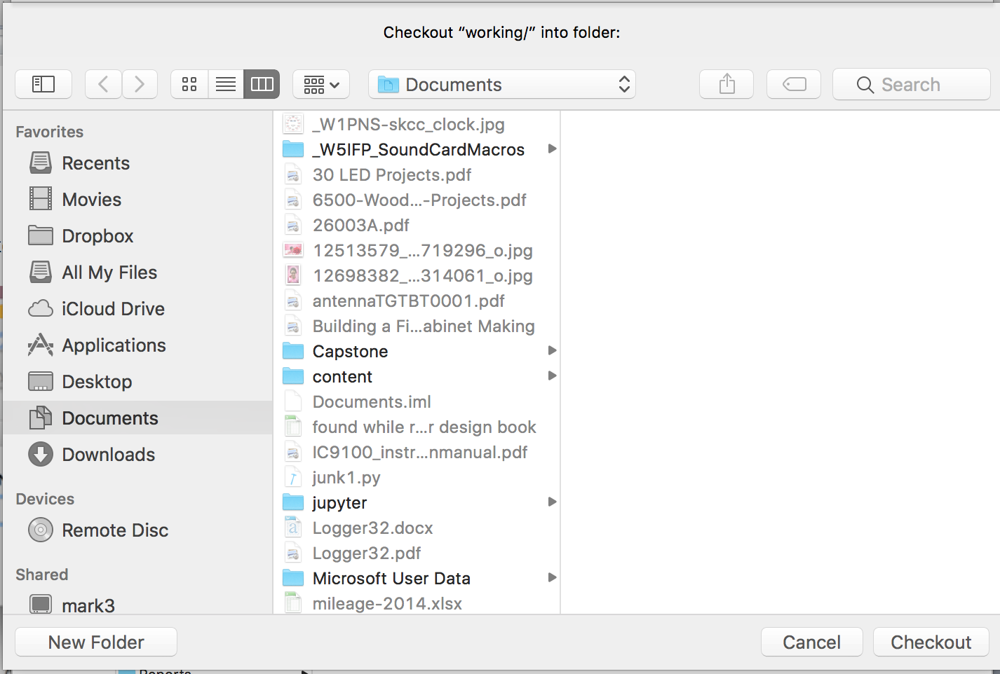 Checkout “working/” into folder:
Documents
Search
Favorites
Recents
Movies
Dropbox
All My Files
iCloud Drive
Applications
Desktop
Documents
Downloads
Devices
Remote Disc
Shared
mark3
_W1PNS-skcc_clock.jpg
_W5IFP_SoundCardMacros
30 LED Projects.pdf
6500-Wood...-Projects.pdf
26003A.pdf
12513579_...719296_o.jpg
12698382_...314061_o.jpg
antennaTGTBT0001.pdf
Building a Fi...abinet Making
Capstone
content
Documents.iml
found while r...r design book
IC9100_instr...nmanual.pdf
junk1.py
jupyter
Logger32.docx
Logger32.pdf
Microsoft User Data
mileage-2014.xlsx
New Folder
Cancel
Checkout
Reports